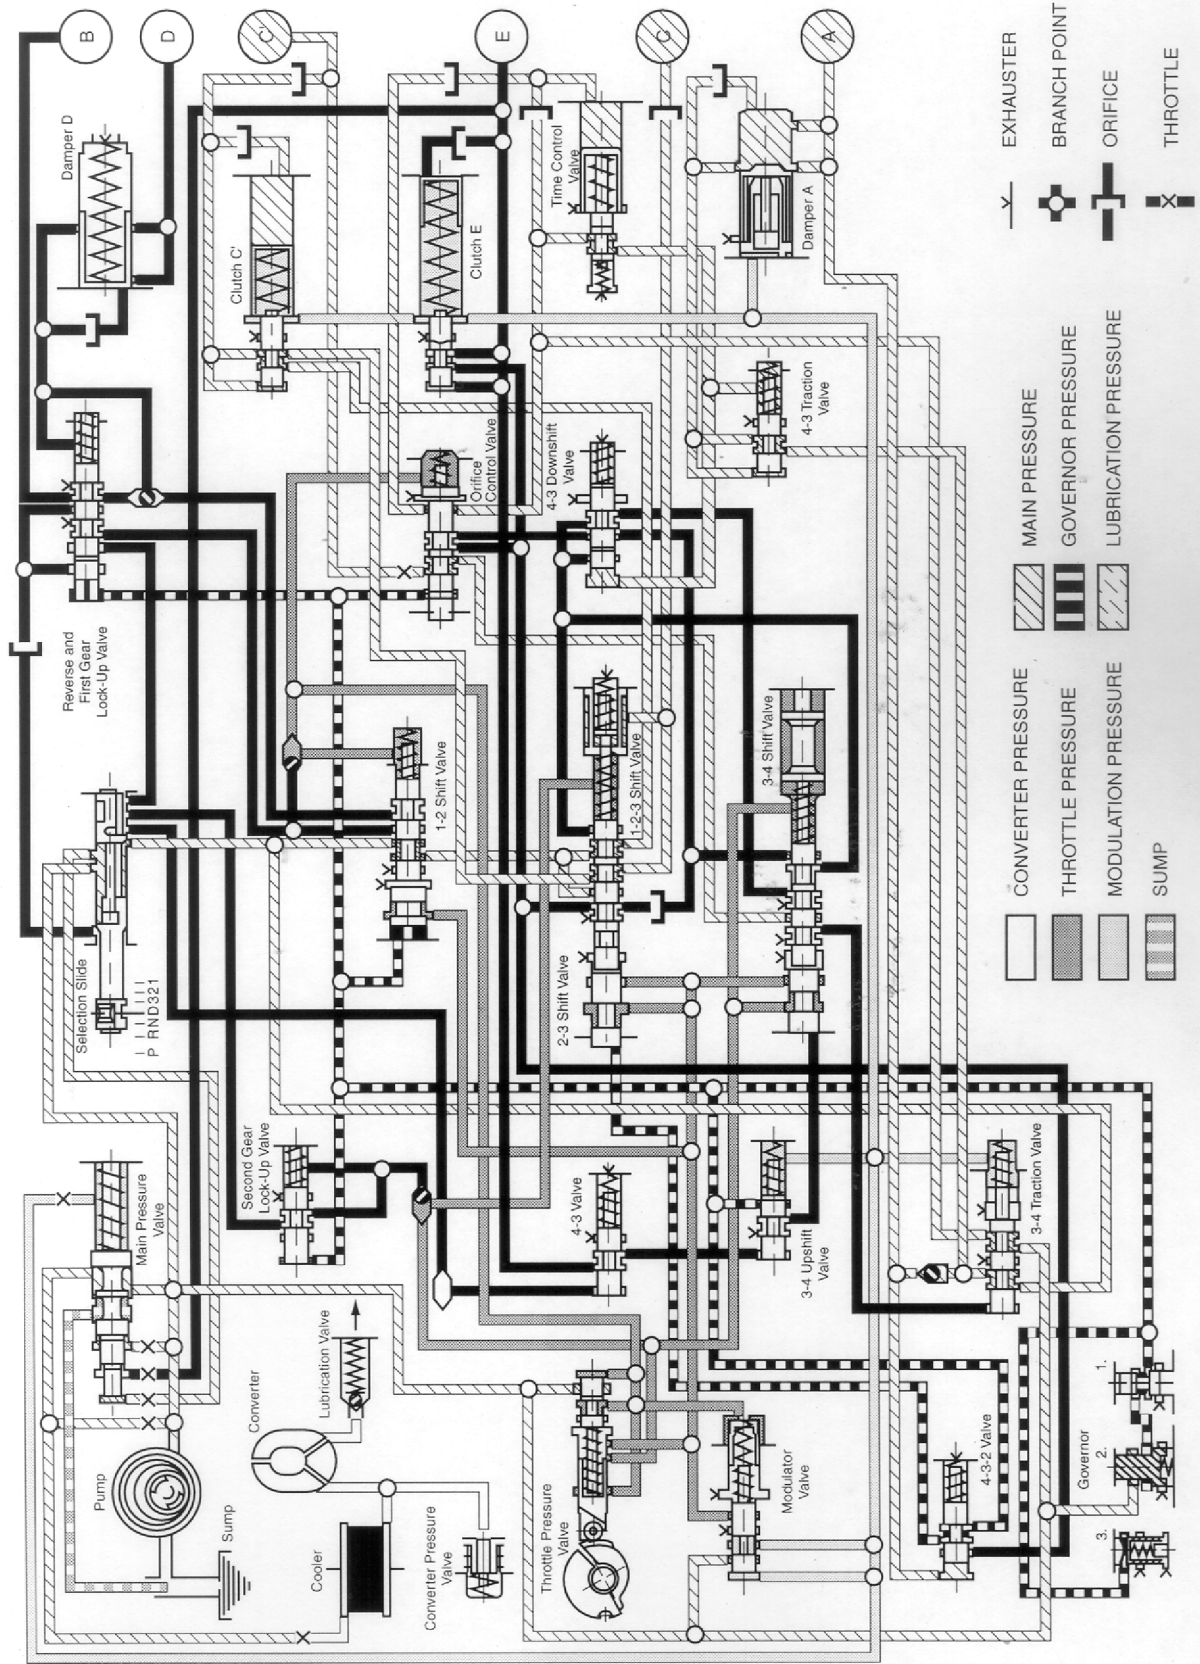 B
D
C'
E
C
A
Damper D
Clutch C'
Clutch E
Time Control
Valve
Damper A
Reverse and
First Gear
Lock-Up Valve
Orifice
Control Valve
4-3 Downshift
Valve
4-3 Traction
Valve
Selection Slide
P RND321
1-2 Shift Valve
1-2-3 Shift Valve
2-3 Shift Valve
3-4 Shift Valve
Main Pressure
Valve
Second Gear
Lock-Up Valve
4-3 Valve
3-4 Upshift
Valve
3-4 Traction Valve
Pump
Sump
Converter
Lubrication Valve
Cooler
Converter Pressure
Valve
Throttle Pressure
Valve
Modulator
Valve
4-3-2 Valve
Governor
1.
2.
3.
CONVERTER PRESSURE
THROTTLE PRESSURE
MODULATION PRESSURE
SUMP
MAIN PRESSURE
GOVERNOR PRESSURE
LUBRICATION PRESSURE
EXHAUSTER
BRANCH POINT
ORIFICE
THROTTLE